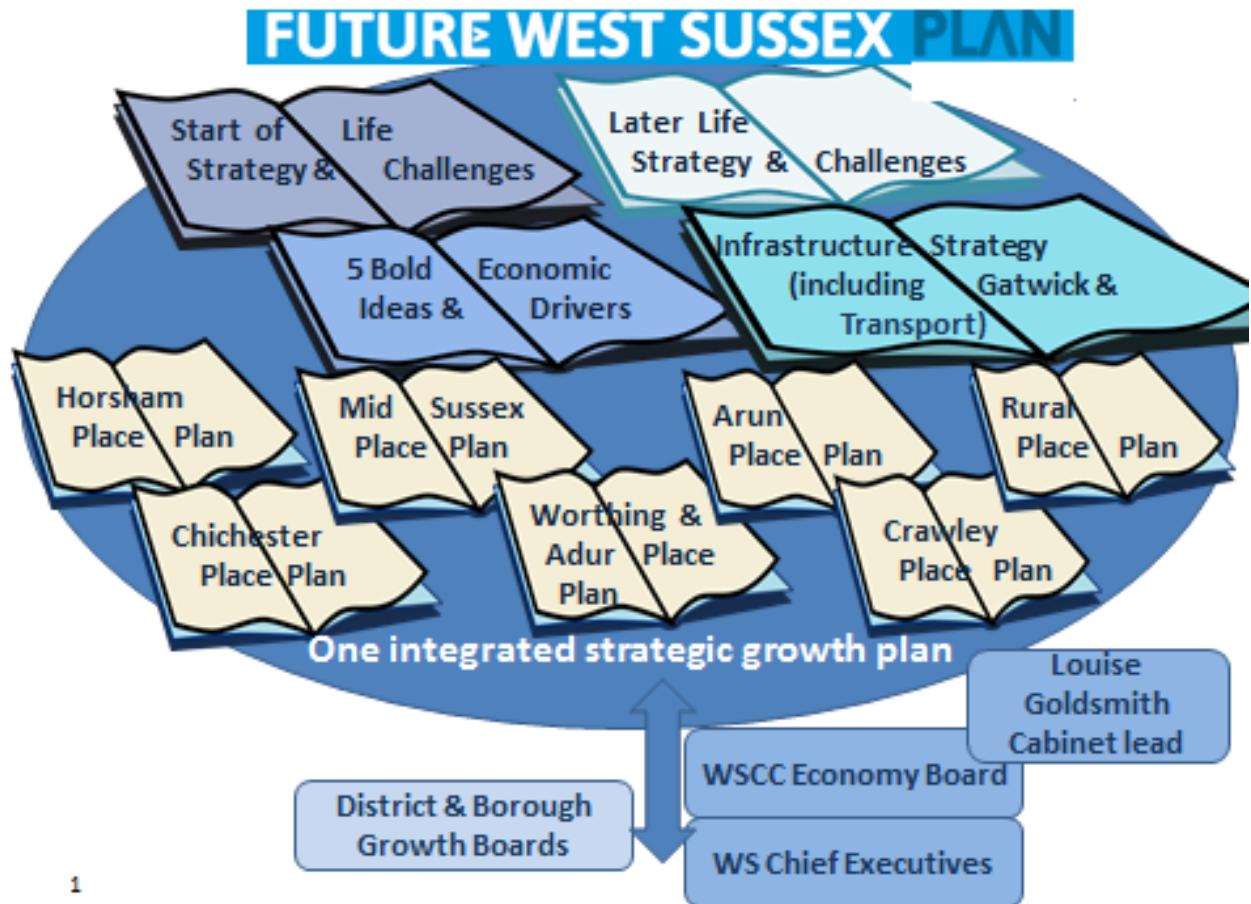 FUTURE WEST SUSSEX PLAN
Start of Life
Strategy & Challenges
Later Life
Strategy & Challenges
5 Bold Economic
Ideas & Drivers
Infrastructure Strategy
(including Gatwick &
Transport)
Horsham
Place Plan
Mid Sussex
Place Plan
Arun
Place Plan
Rural
Place Plan
Chichester
Place Plan
Worthing &
Adur Place
Plan
Crawley
Place Plan
One integrated strategic growth plan
Louise
Goldsmith
Cabinet lead
WSCC Economy Board
District & Borough
Growth Boards
WS Chief Executives
1